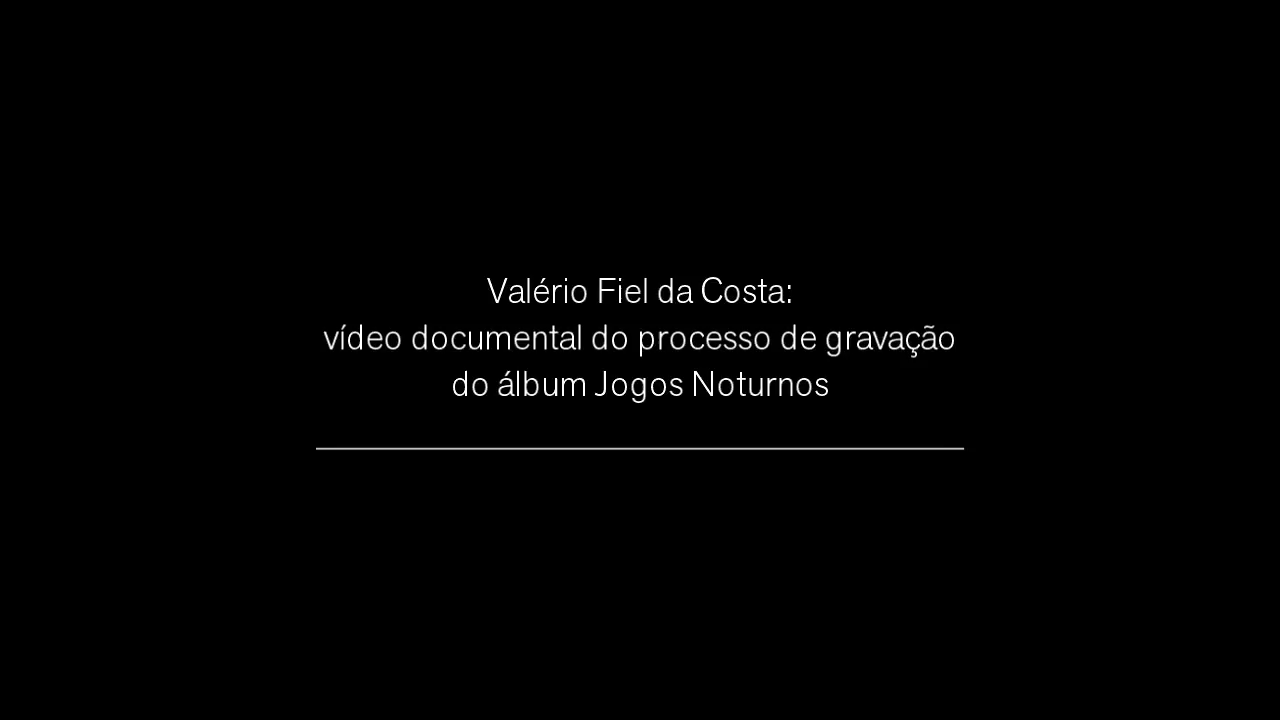 Valério Fiel da Costa:
vídeo documental do processo de gravação
do álbum Jogos Noturnos